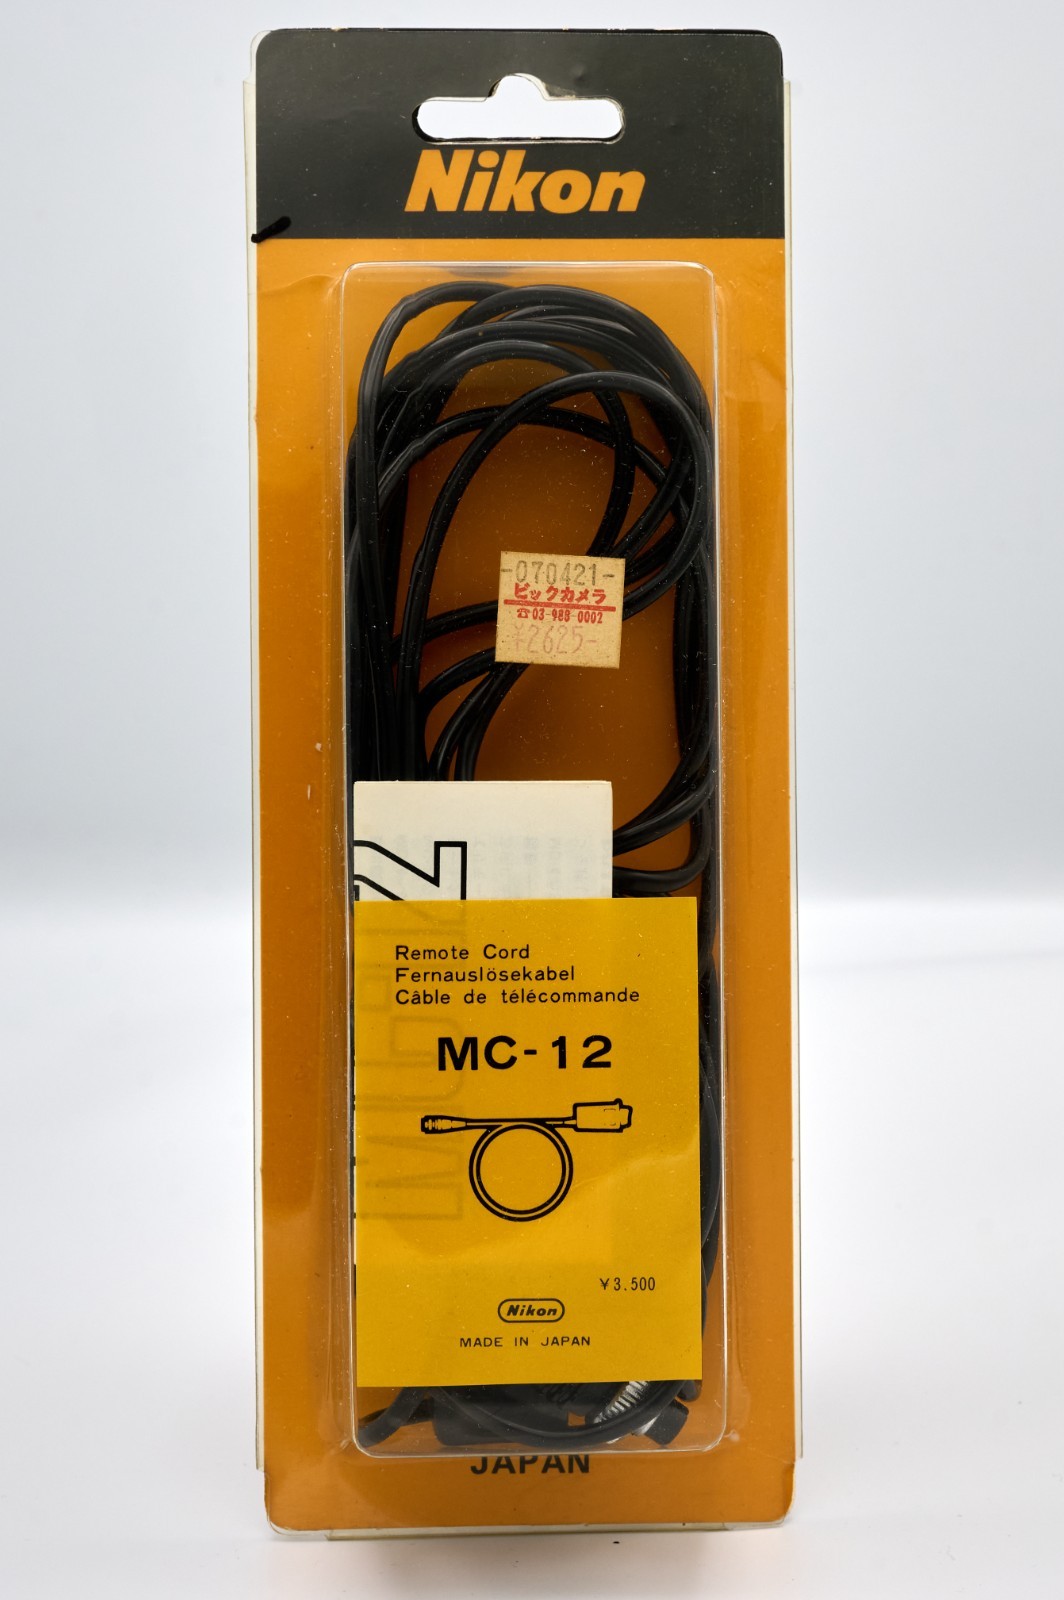 Nikon
-070421-
ビックカメラ
☎03-988-0002
¥2625-
Remote Cord
Fernauslösekabel
Câble de télécommande
MC-12
¥3.500
Nikon
MADE IN JAPAN
JAPAN